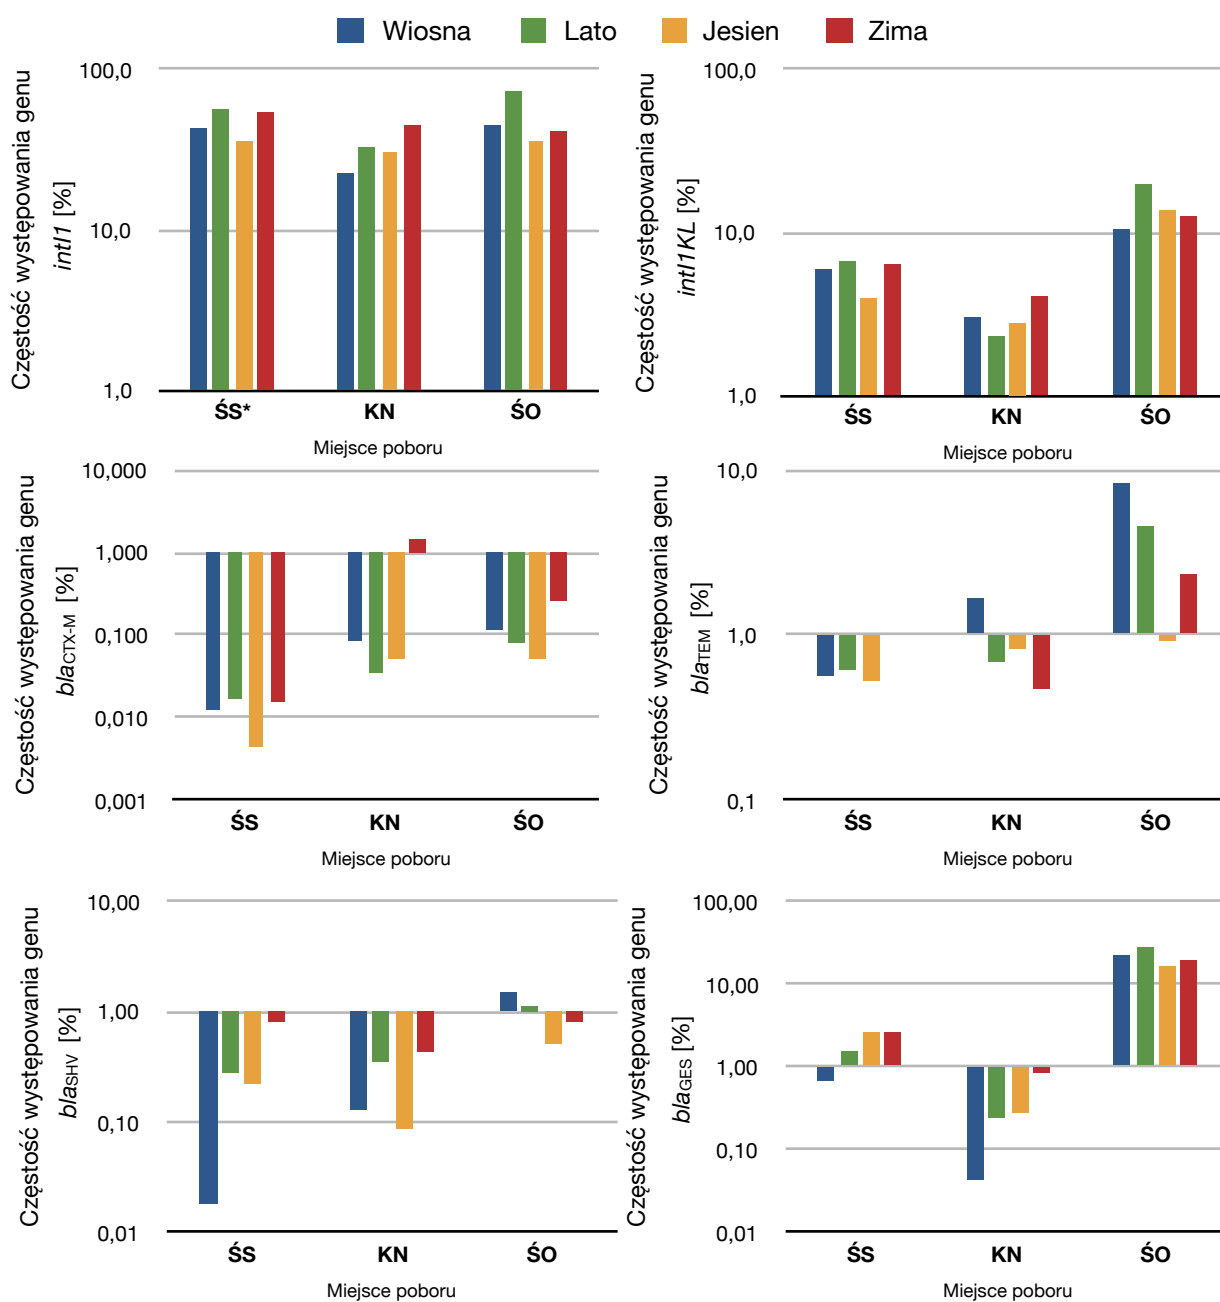 Wiosna Lato Jesien Zima
Częstość występowania genu
intI1 [%]
100,0
10,0
1,0
ŚS* KN ŚO
Miejsce poboru
Częstość występowania genu
intI1KL [%]
100,0
10,0
1,0
ŚS KN ŚO
Miejsce poboru
Częstość występowania genu
blaCTX-M [%]
10,000
1,000
0,100
0,010
0,001
ŚS KN ŚO
Miejsce poboru
Częstość występowania genu
blaTEM [%]
10,0
1,0
0,1
ŚS KN ŚO
Miejsce poboru
Częstość występowania genu
blaSHV [%]
10,00
1,00
0,10
0,01
ŚS KN ŚO
Miejsce poboru
Częstość występowania genu
blaGES [%]
100,00
10,00
1,00
0,10
0,01
ŚS KN ŚO
Miejsce poboru